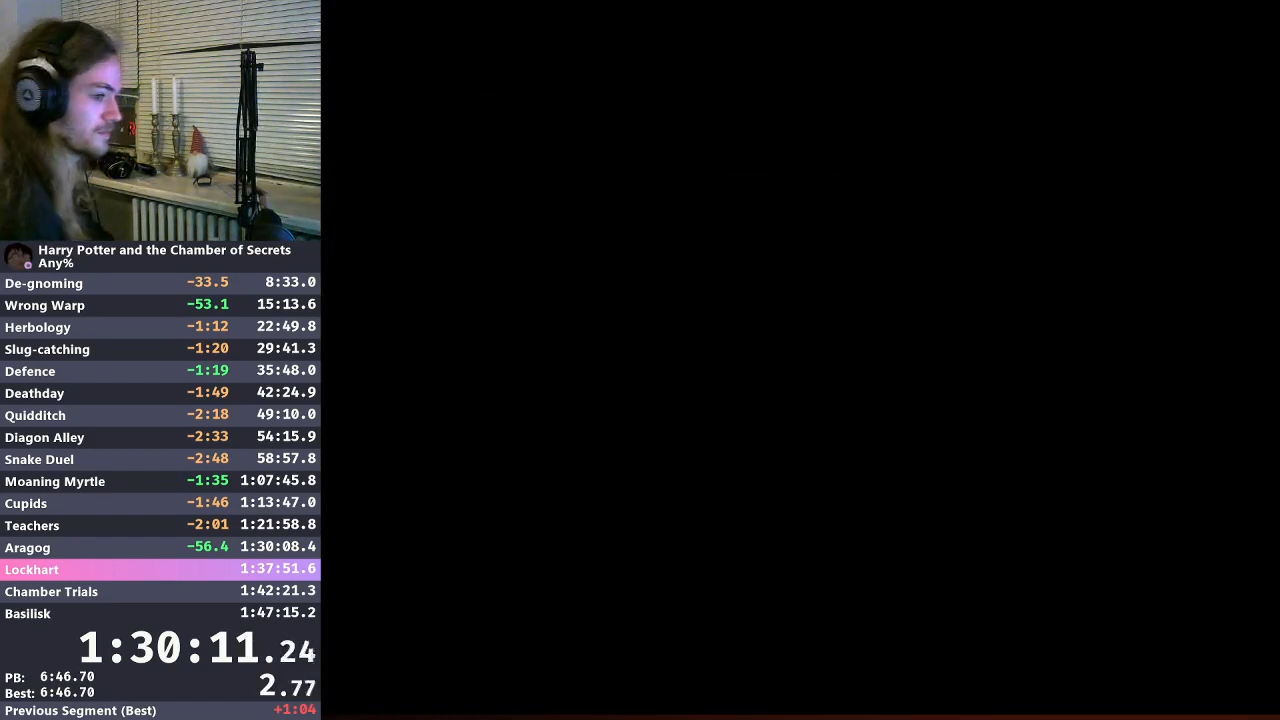 Harry Potter and the Chamber of Secrets
Any%
De-gnoming -33.5 8:33.0
Wrong Warp -53.1 15:13.6
Herbology -1:12 22:49.8
Slug-catching -1:20 29:41.3
Defence -1:19 35:48.0
Deathday -1:49 42:24.9
Quidditch -2:18 49:10.0
Diagon Alley -2:33 54:15.9
Snake Duel -2:48 58:57.8
Moaning Myrtle -1:35 1:07:45.8
Cupids -1:46 1:13:47.0
Teachers -2:01 1:21:58.8
Aragog -56.4 1:30:08.4
Lockhart 1:37:51.6
Chamber Trials 1:42:21.3
Basilisk 1:47:15.2
1:30:11.24
PB: 6:46.70
Best: 6:46.70
2.77
Previous Segment (Best) +1:04